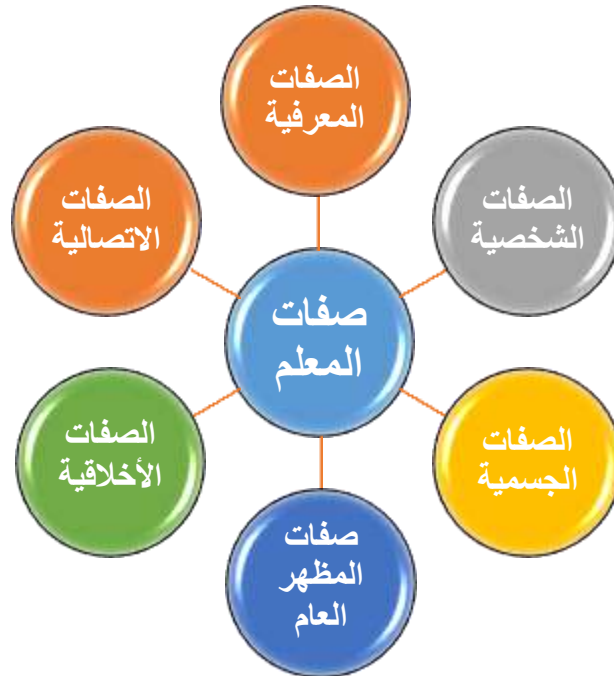 الصفات
المعرفية
الصفات
الشخصية
الصفات
الاتصالية
صفات
المعلم
الصفات
الجسمية
الصفات
الأخلاقية
صفات
المظهر
العام